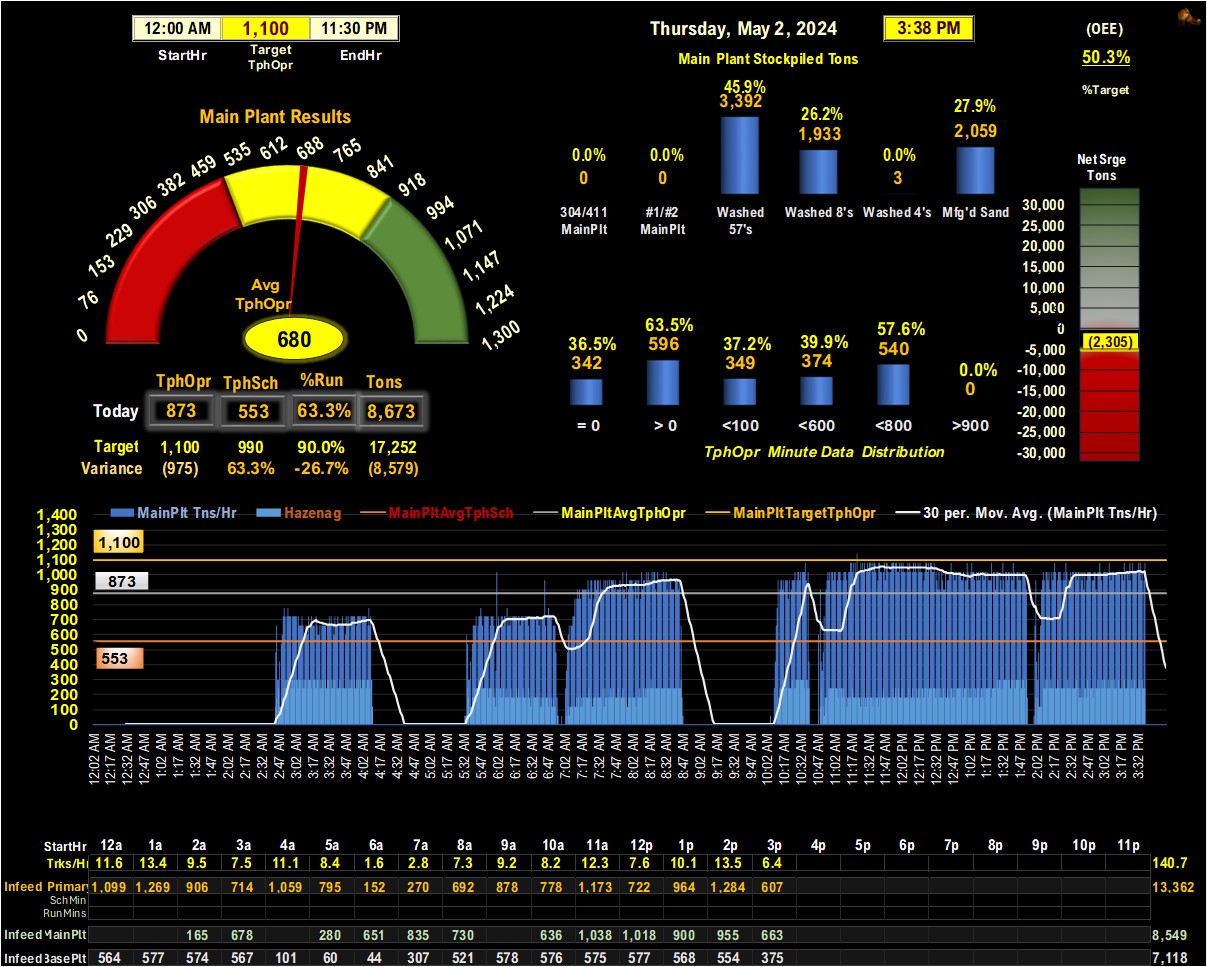 12:00 AM 1,100 11:30 PM
StartHr Target TphOpr EndHr
Thursday, May 2, 2024 3:38 PM
(OEE)
50.3%
%Target
Main Plant Stockpiled Tons
45.9% 26.2% 27.9%
3,392 1,933 2,059
0.0% 0.0% 0.0%
0 0 3
304/411 MainPlt #1/#2 MainPlt Washed 57's Washed 8's Washed 4's Mfg'd Sand
Main Plant Results
0 76 153 229 306 382 459 535 612 688 765 841 918 994 1,071 1,147 1,224 1,300
Avg
TphOpr
680
NetSrge
Tons
30,000
25,000
20,000
15,000
10,000
5,000
0
(2,305)
-5,000
-10,000
-15,000
-20,000
-25,000
-30,000
36.5% 63.5% 37.2% 39.9% 57.6% 0.0%
342 596 349 374 540 0
= 0 > 0 <100 <600 <800 >900
TphOpr Minute Data Distribution
TphOpr TphSch %Run Tons
Today 873 553 63.3% 8,673
Target 1,100 990 90.0% 17,252
Variance (975) 63.3% -26.7% (8,579)
MainPlt Tns/Hr Hazenag MainPltAvgTphSch MainPltAvgTphOpr MainPltTargetTphOpr 30 per. Mov. Avg. (MainPlt Tns/Hr)
1,400
1,300
1,200
1,100
1,000
900
800
700
600
500
400
300
200
100
0
1,100
873
553
12:02 AM 12:17 AM 12:32 AM 12:47 AM 1:02 AM 1:17 AM 1:32 AM 1:47 AM 2:02 AM 2:17 AM 2:32 AM 2:47 AM 3:02 AM 3:17 AM 3:32 AM 3:47 AM 4:02 AM 4:17 AM 4:32 AM 4:47 AM 5:02 AM 5:17 AM 5:32 AM 5:47 AM 6:02 AM 6:17 AM 6:32 AM 6:47 AM 7:02 AM 7:17 AM 7:32 AM 7:47 AM 8:02 AM 8:17 AM 8:32 AM 8:47 AM 9:02 AM 9:17 AM 9:32 AM 9:47 AM 10:02 AM 10:17 AM 10:32 AM 10:47 AM 11:02 AM 11:17 AM 11:32 AM 11:47 AM 12:02 PM 12:17 PM 12:32 PM 12:47 PM 1:02 PM 1:17 PM 1:32 PM 1:47 PM 2:02 PM 2:17 PM 2:32 PM 2:47 PM 3:02 PM 3:17 PM 3:32 PM
StartHr 12a 1a 2a 3a 4a 5a 6a 7a 8a 9a 10a 11a 12p 1p 2p 3p 4p 5p 6p 7p 8p 9p 10p 11p
Trks/Hr 11.6 13.4 9.5 7.5 11.1 8.4 1.6 2.8 7.3 9.2 8.2 12.3 7.6 10.1 13.5 6.4 140.7
Infeed Primary 1,099 1,269 906 714 1,059 795 152 270 692 878 778 1,173 722 964 1,284 607 13,362
SchMin
RunMins
Infeed MainPlt 165 678 280 651 835 730 636 1,038 1,018 900 955 663 8,549
Infeed BasePlt 564 577 574 567 101 60 44 307 521 578 576 575 577 568 554 375 7,118